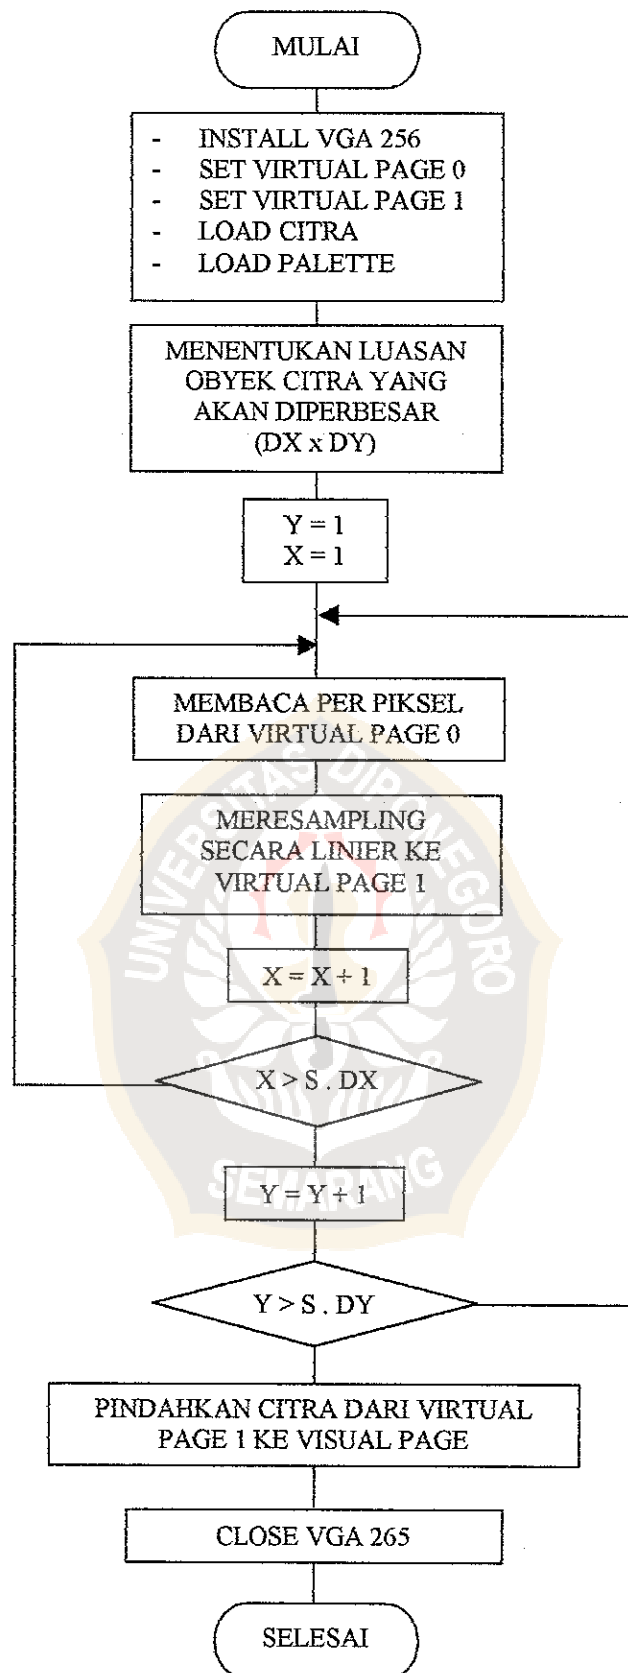 MULAI
- INSTALL VGA 256
- SET VIRTUAL PAGE 0
- SET VIRTUAL PAGE 1
- LOAD CITRA
- LOAD PALETTE
MENENTUKAN LUASAN
OBYEK CITRA YANG
AKAN DIPERBESAR
(DX x DY)
Y = 1
X = 1
MEMBACA PER PIKSEL
DARI VIRTUAL PAGE 0
MERESAMPLING
SECARA LINIER KE
VIRTUAL PAGE 1
X = X + 1
X > S . DX
Y = Y + 1
Y > S . DY
PINDAHKAN CITRA DARI VIRTUAL
PAGE 1 KE VISUAL PAGE
CLOSE VGA 265
SELESAI
UNIVERSITAS DIPONEGORO
SEMARANG